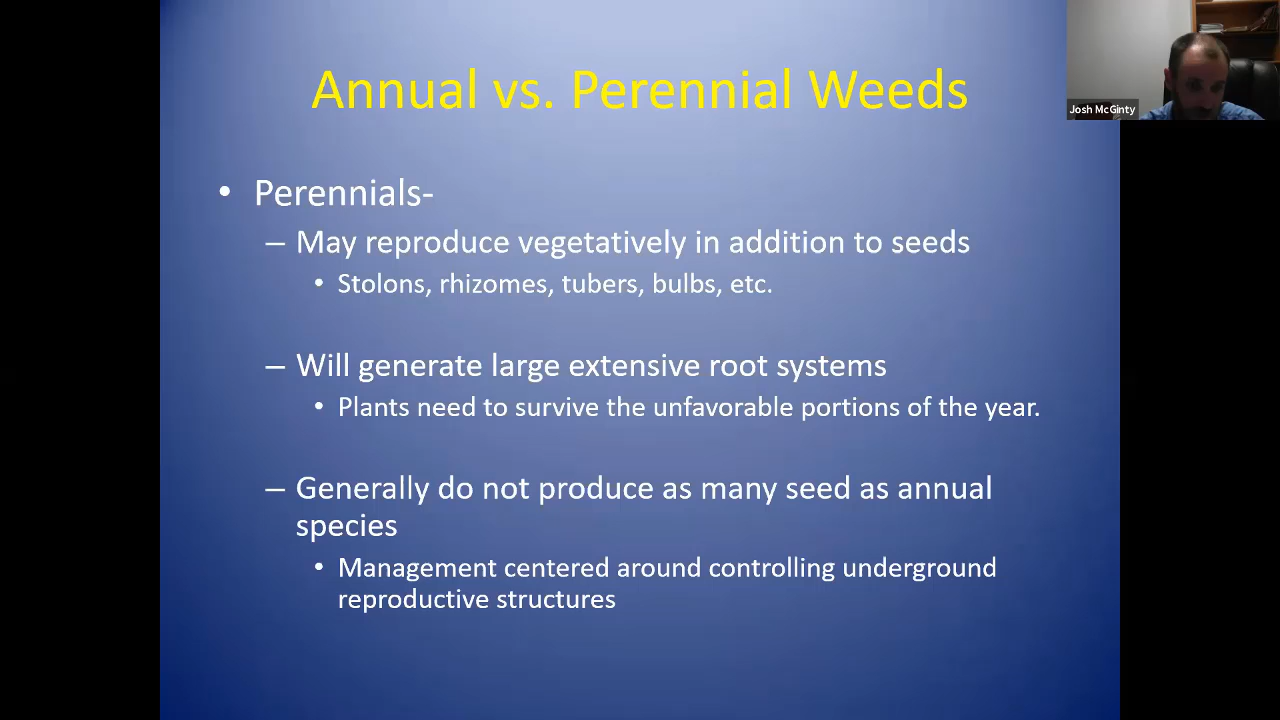 Annual vs. Perennial Weeds
Josh McGinty
• Perennials-
– May reproduce vegetatively in addition to seeds
• Stolons, rhizomes, tubers, bulbs, etc.
– Will generate large extensive root systems
• Plants need to survive the unfavorable portions of the year.
– Generally do not produce as many seed as annual
species
• Management centered around controlling underground
reproductive structures